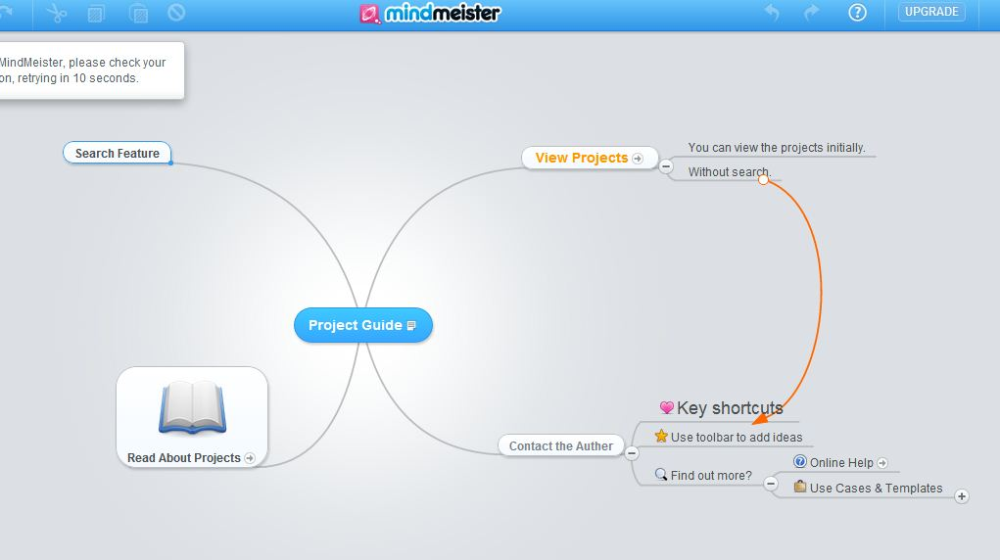 mindmeister
UPGRADE
MindMeister, please check your
on, retrying in 10 seconds.
Search Feature
View Projects
You can view the projects initially.
Without search.
Project Guide
Read About Projects
Contact the Auther
Key shortcuts
Use toolbar to add ideas
Find out more?
Online Help
Use Cases & Templates